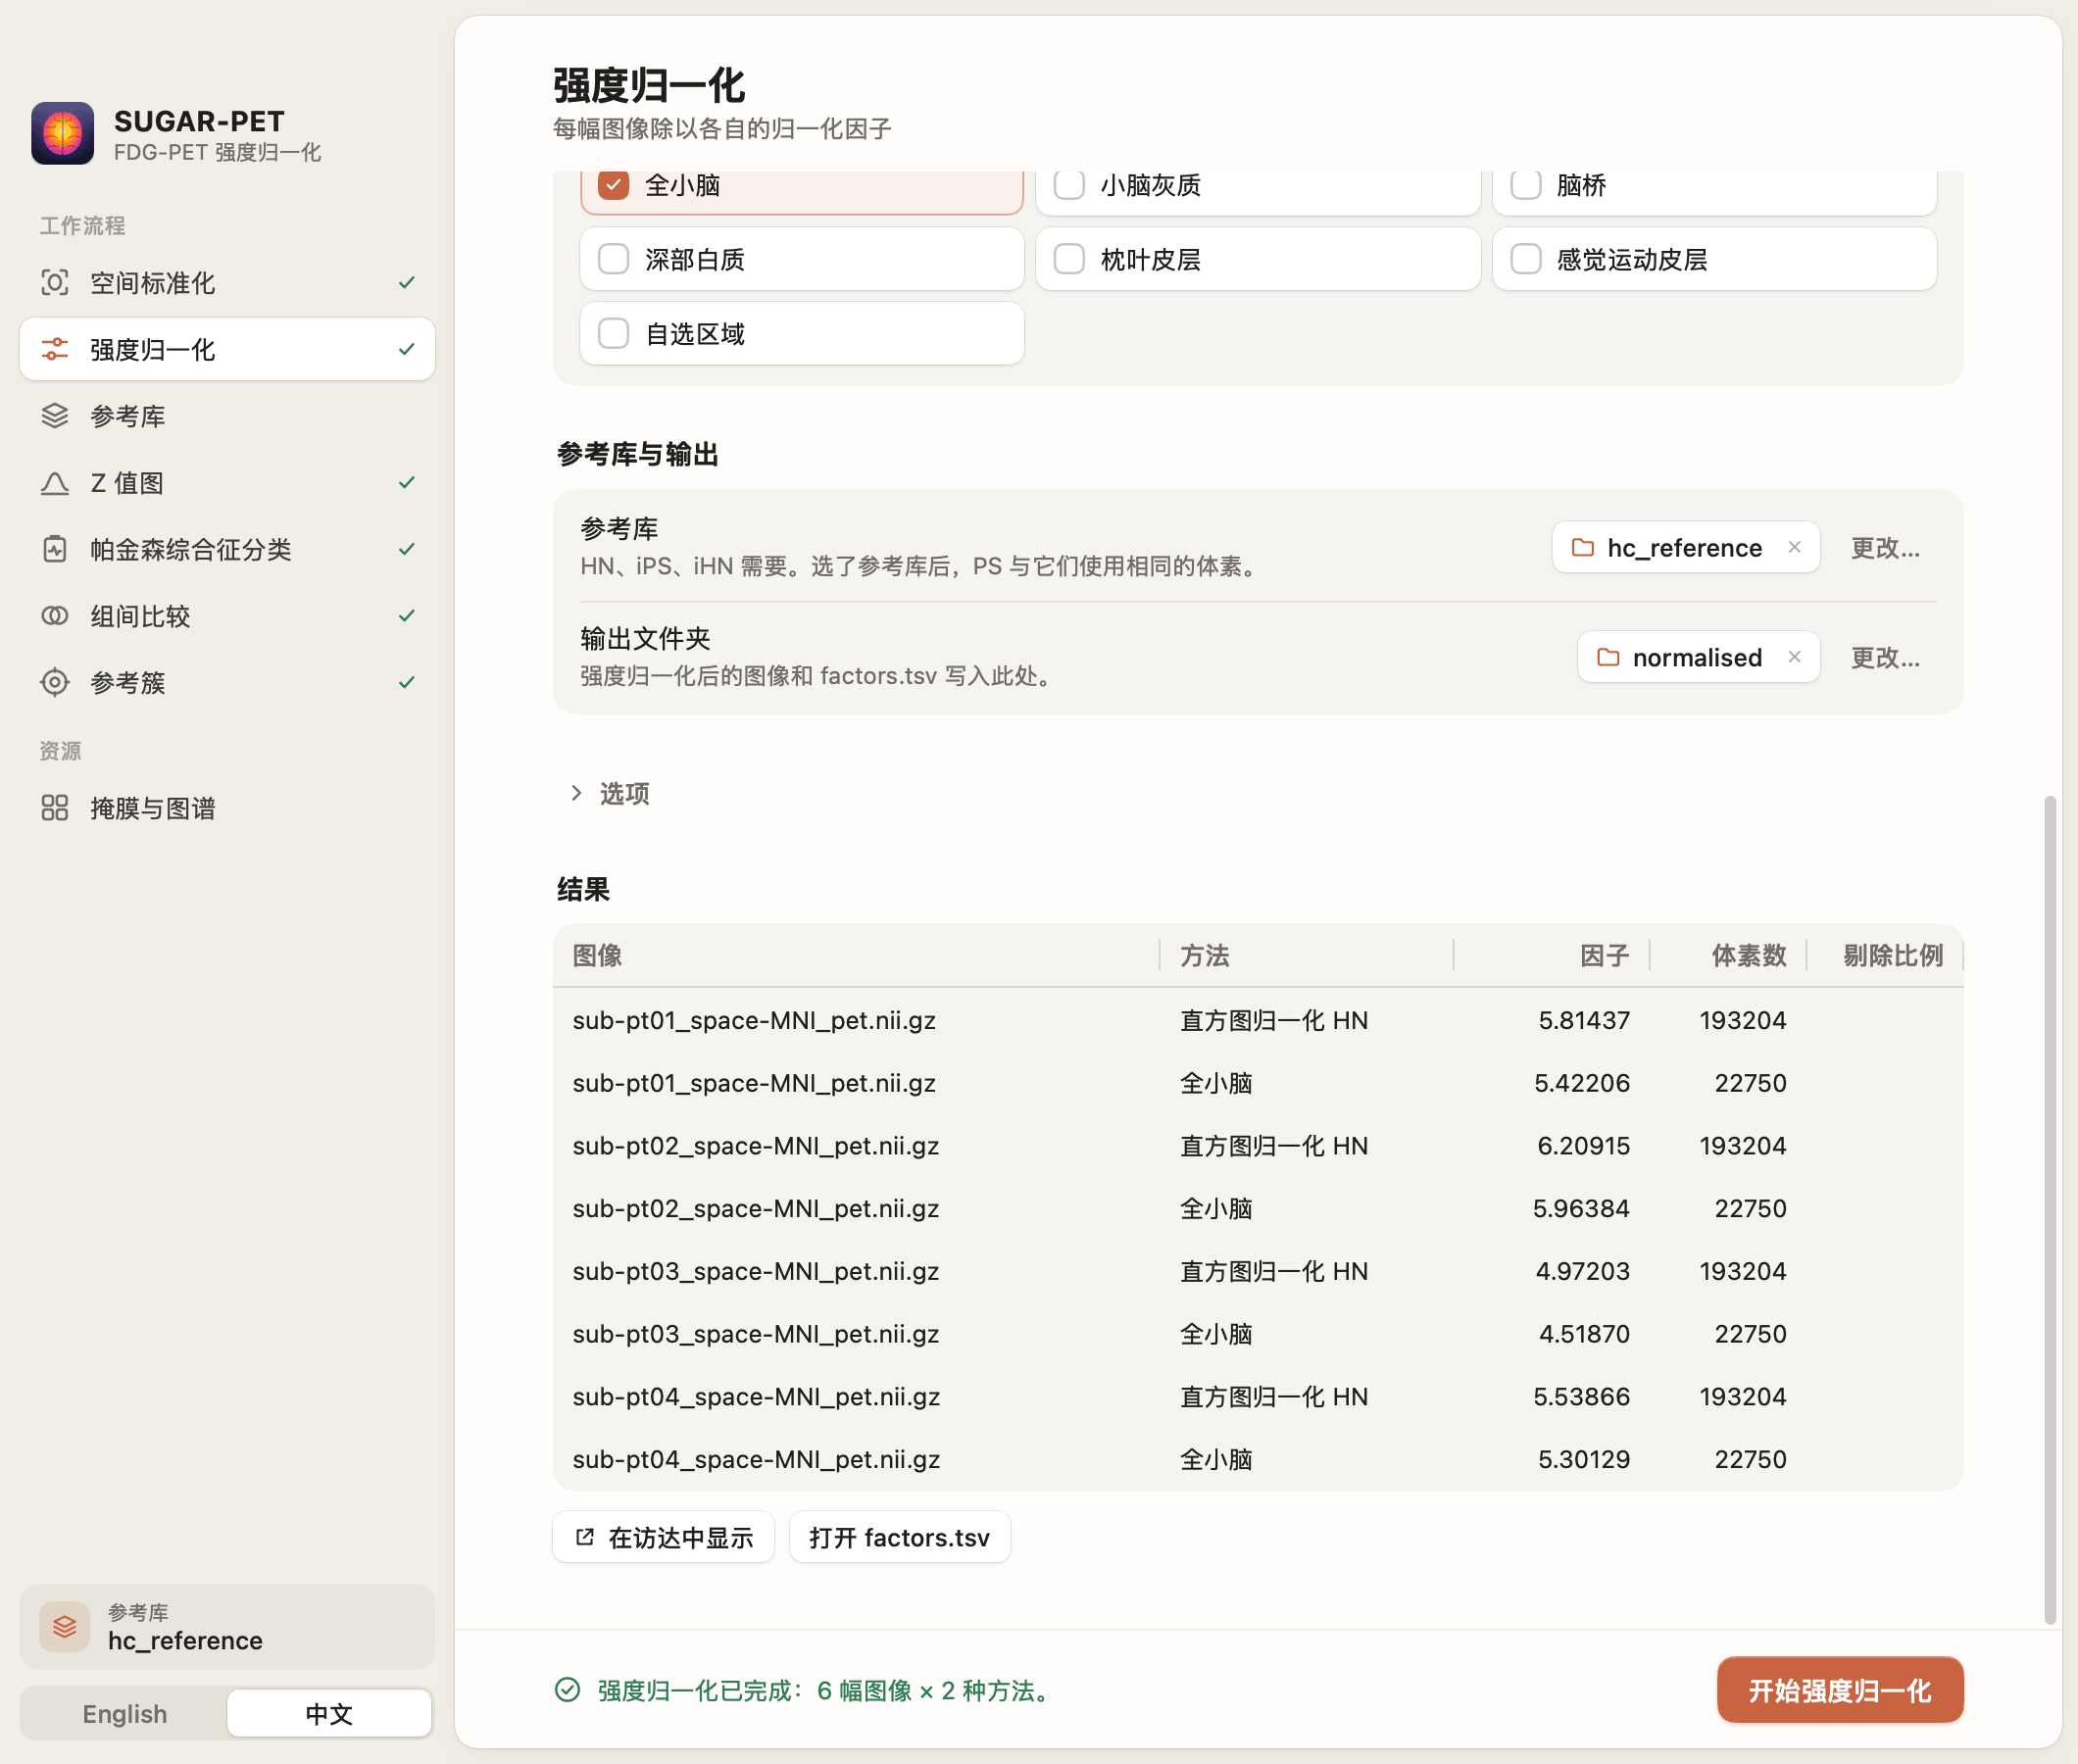 SUGAR-PET
FDG-PET 强度归一化
工作流程
空间标准化
强度归一化
参考库
Z 值图
帕金森综合征分类
组间比较
参考簇
资源
掩膜与图谱
参考库
hc_reference
English 中文
强度归一化
每幅图像除以各自的归一化因子
全小脑 小脑灰质 脑桥
深部白质 枕叶皮层 感觉运动皮层
自选区域
参考库与输出
参考库
HN、iPS、iHN 需要。选了参考库后，PS 与它们使用相同的体素。
hc_reference 更改...
输出文件夹
强度归一化后的图像和 factors.tsv 写入此处。
normalised 更改...
选项
结果
图像 方法 因子 体素数 剔除比例
sub-pt01_space-MNI_pet.nii.gz 直方图归一化 HN 5.81437 193204
sub-pt01_space-MNI_pet.nii.gz 全小脑 5.42206 22750
sub-pt02_space-MNI_pet.nii.gz 直方图归一化 HN 6.20915 193204
sub-pt02_space-MNI_pet.nii.gz 全小脑 5.96384 22750
sub-pt03_space-MNI_pet.nii.gz 直方图归一化 HN 4.97203 193204
sub-pt03_space-MNI_pet.nii.gz 全小脑 4.51870 22750
sub-pt04_space-MNI_pet.nii.gz 直方图归一化 HN 5.53866 193204
sub-pt04_space-MNI_pet.nii.gz 全小脑 5.30129 22750
在访达中显示 打开 factors.tsv
强度归一化已完成：6 幅图像 × 2 种方法。
开始强度归一化